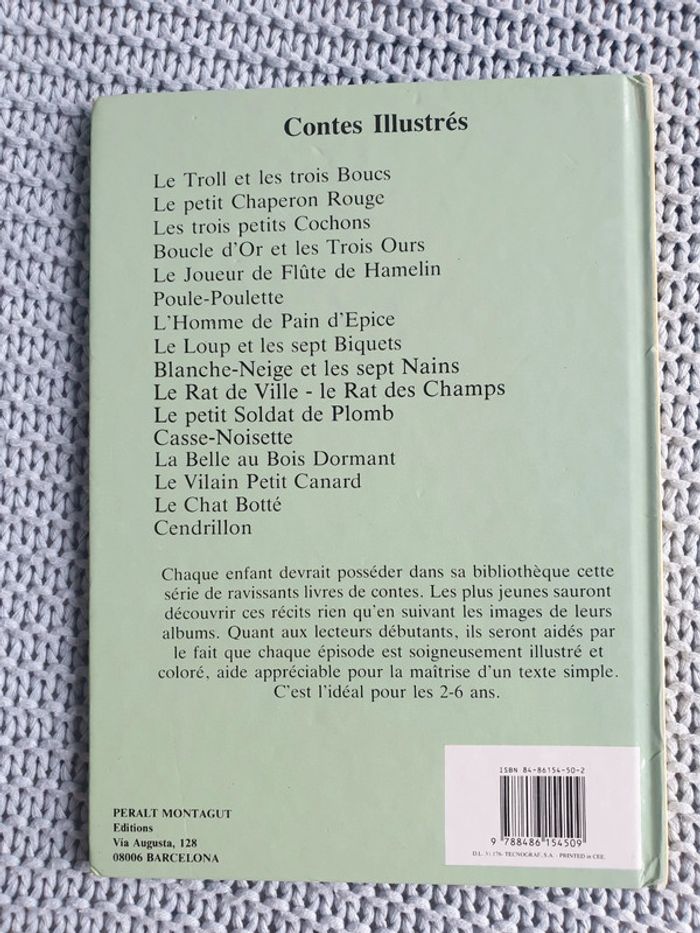 Contes Illustrés
Le Troll et les trois Boucs
Le petit Chaperon Rouge
Les trois petits Cochons
Boucle d'Or et les Trois Ours
Le Joueur de Flûte de Hamelin
Poule-Poulette
L'Homme de Pain d'Epice
Le Loup et les sept Biquets
Blanche-Neige et les sept Nains
Le Rat de Ville - le Rat des Champs
Le petit Soldat de Plomb
Casse-Noisette
La Belle au Bois Dormant
Le Vilain Petit Canard
Le Chat Botté
Cendrillon
Chaque enfant devrait posséder dans sa bibliothèque cette
série de ravissants livres de contes. Les plus jeunes sauront
découvrir ces récits rien qu'en suivant les images de leurs
albums. Quant aux lecteurs débutants, ils seront aidés par
le fait que chaque épisode est soigneusement illustré et
coloré, aide appréciable pour la maîtrise d'un texte simple.
C'est l'idéal pour les 2-6 ans.
ISBN 84-86154-50-2
9 788486 154509
D.L. TECNOGRAF, S.A. - PRINTED in CEE.
PERALT MONTAGUT
Editions
Vía Augusta, 128
08006 BARCELONA